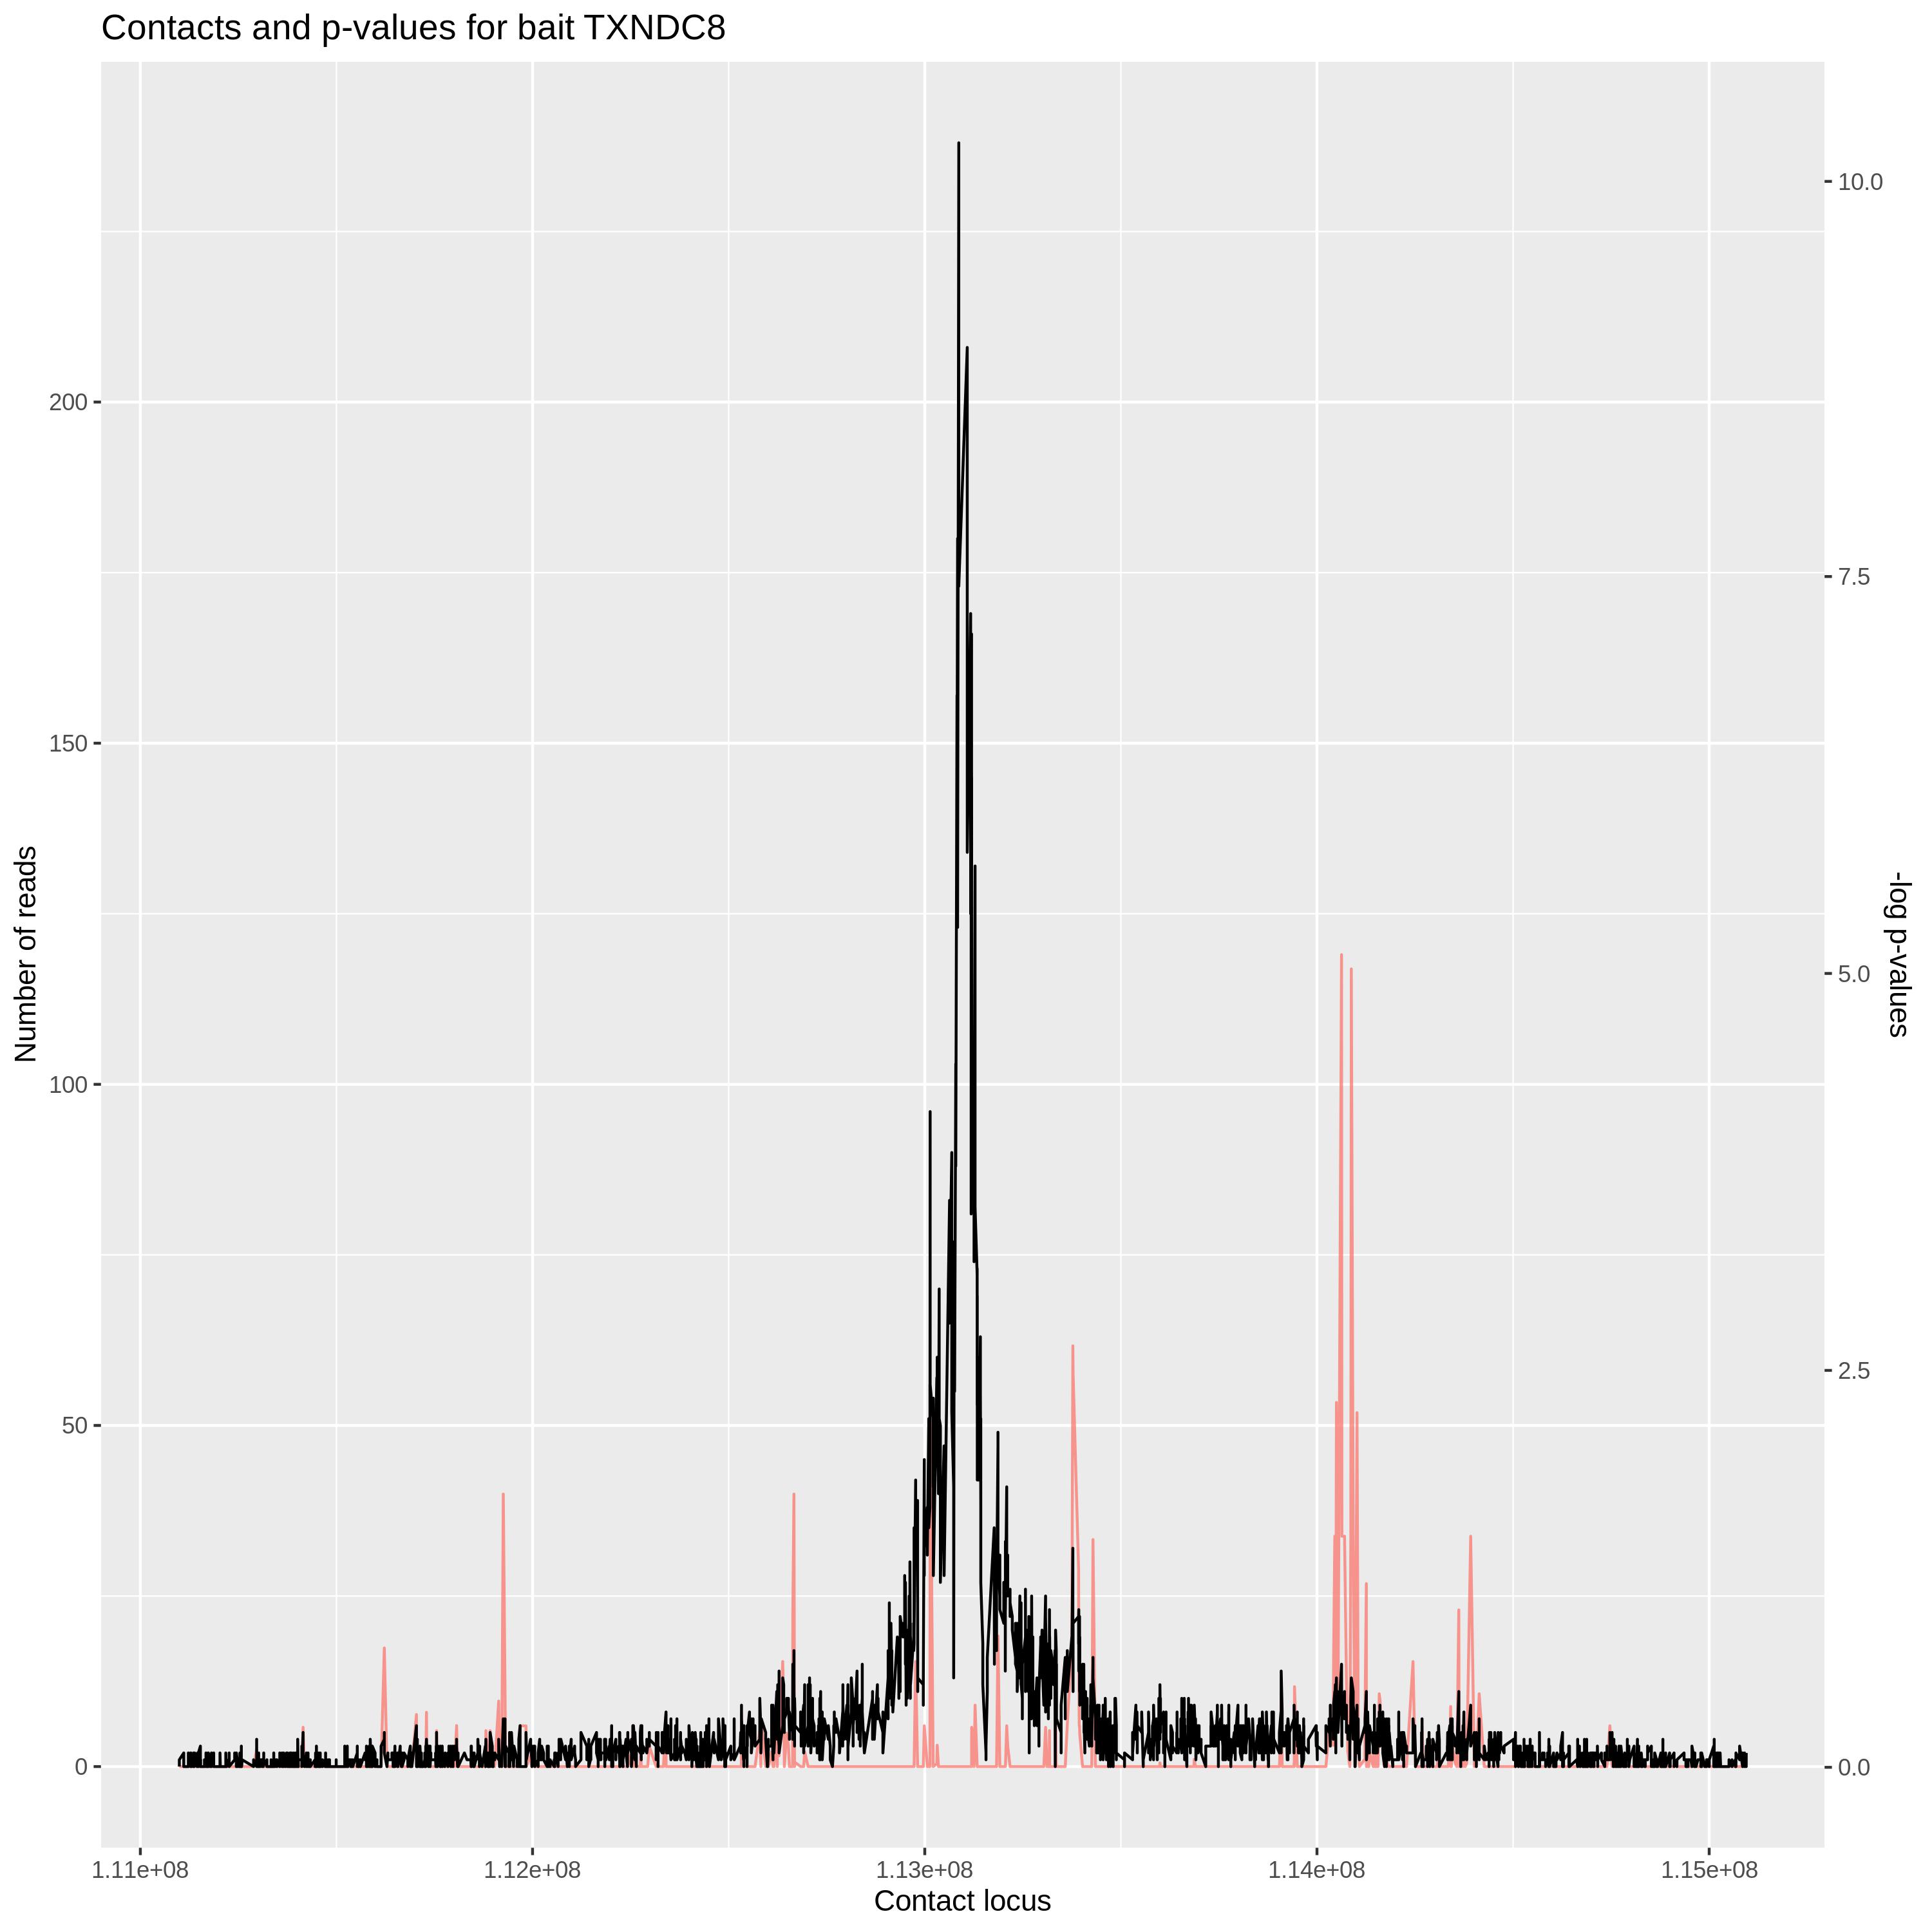 Contacts and p-values for bait TXNDC8
Number of reads
200
150
100
50
0
10.0
7.5
5.0
2.5
0.0
-log p-values
1.11e+08
1.12e+08
1.13e+08
1.14e+08
1.15e+08
Contact locus